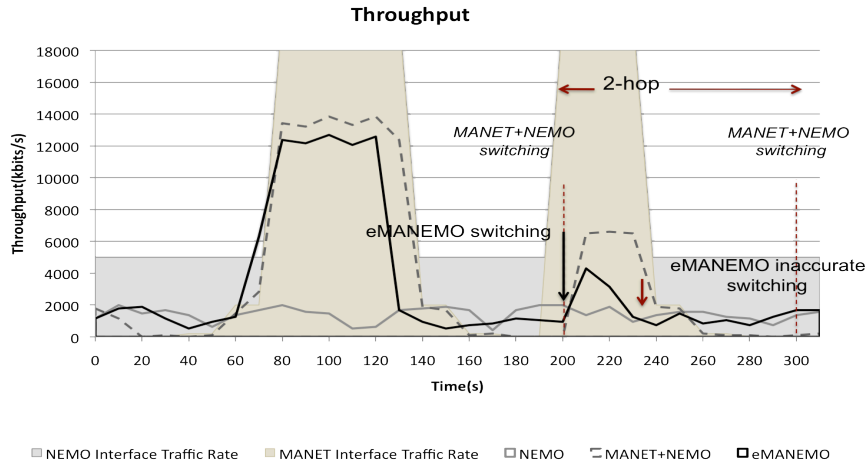 Throughput
18000
16000
14000
12000
10000
8000
6000
4000
2000
0
Throughput(kbits/s)
2-hop
MANET+NEMO
switching
MANET+NEMO
switching
eMANEMO switching
eMANEMO inaccurate
switching
0 20 40 60 80 100 120 140 160 180 200 220 240 260 280 300
Time(s)
NEMO Interface Traffic Rate MANET Interface Traffic Rate NEMO MANET+NEMO eMANEMO